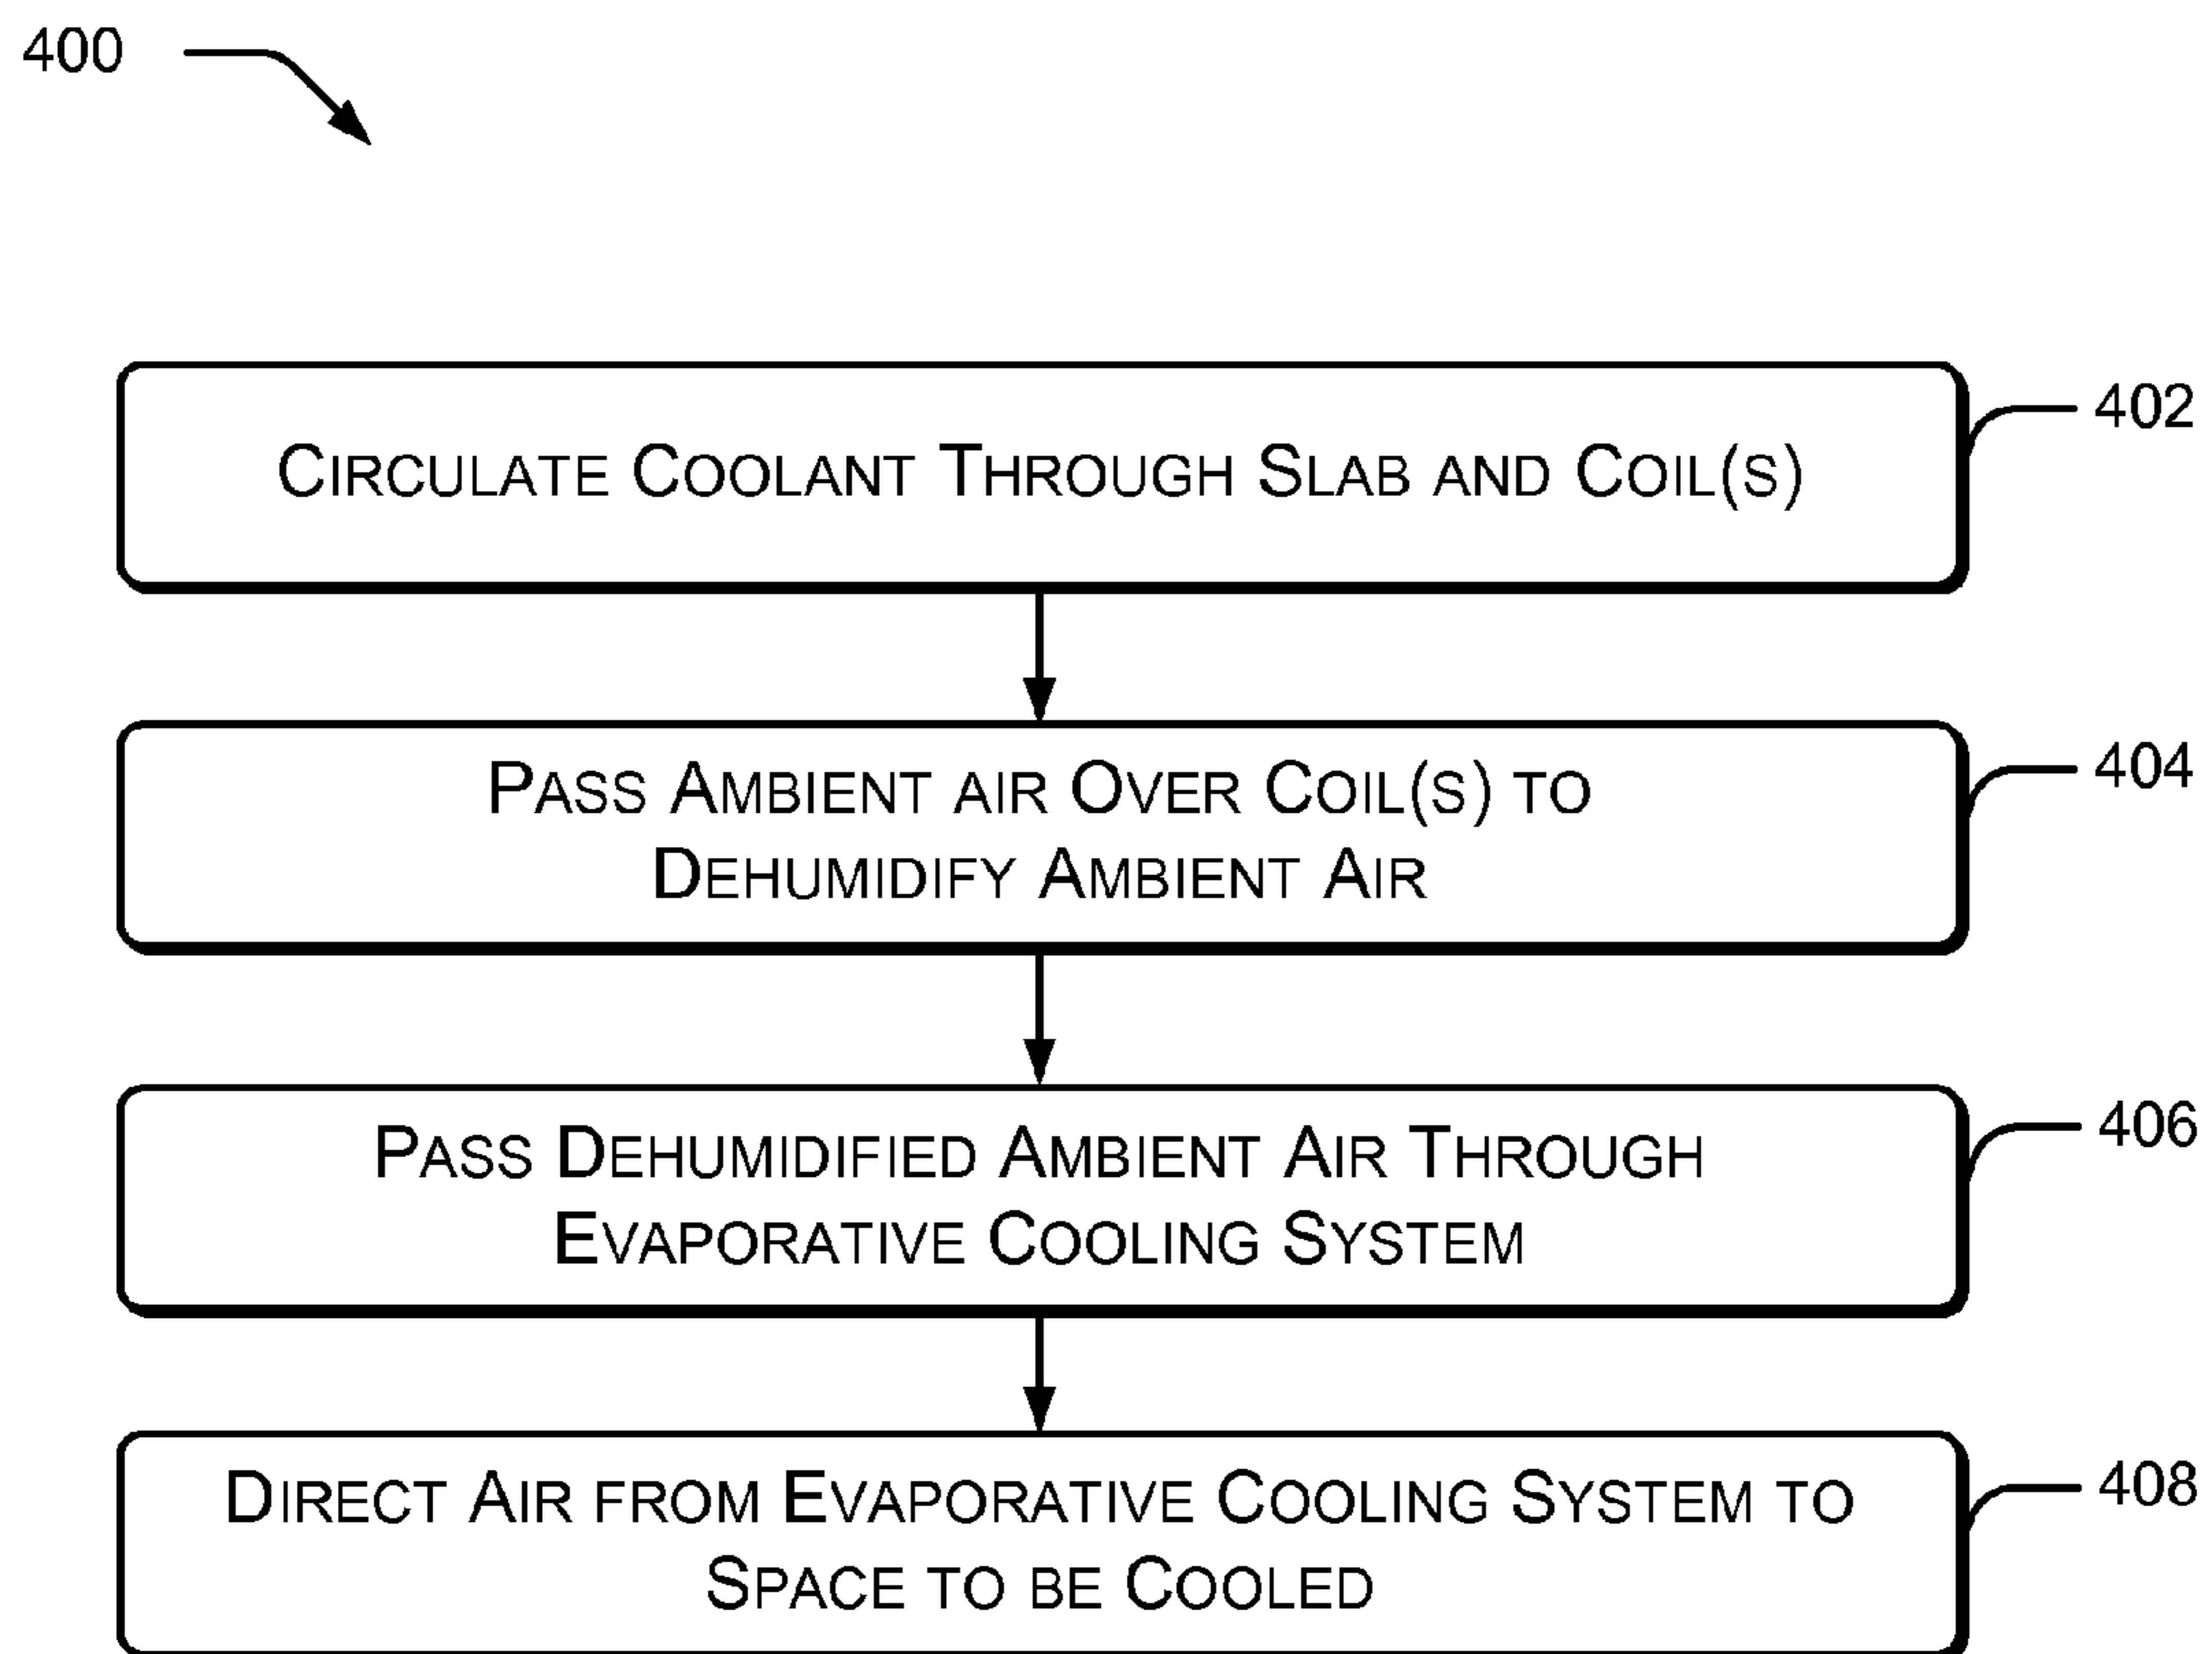 400
CIRCULATE COOLANT THROUGH SLAB AND COIL(S)
402
PASS AMBIENT AIR OVER COIL(S) TO
DEHUMIDIFY AMBIENT AIR
404
PASS DEHUMIDIFIED AMBIENT AIR THROUGH
EVAPORATIVE COOLING SYSTEM
406
DIRECT AIR FROM EVAPORATIVE COOLING SYSTEM TO
SPACE TO BE COOLED
408